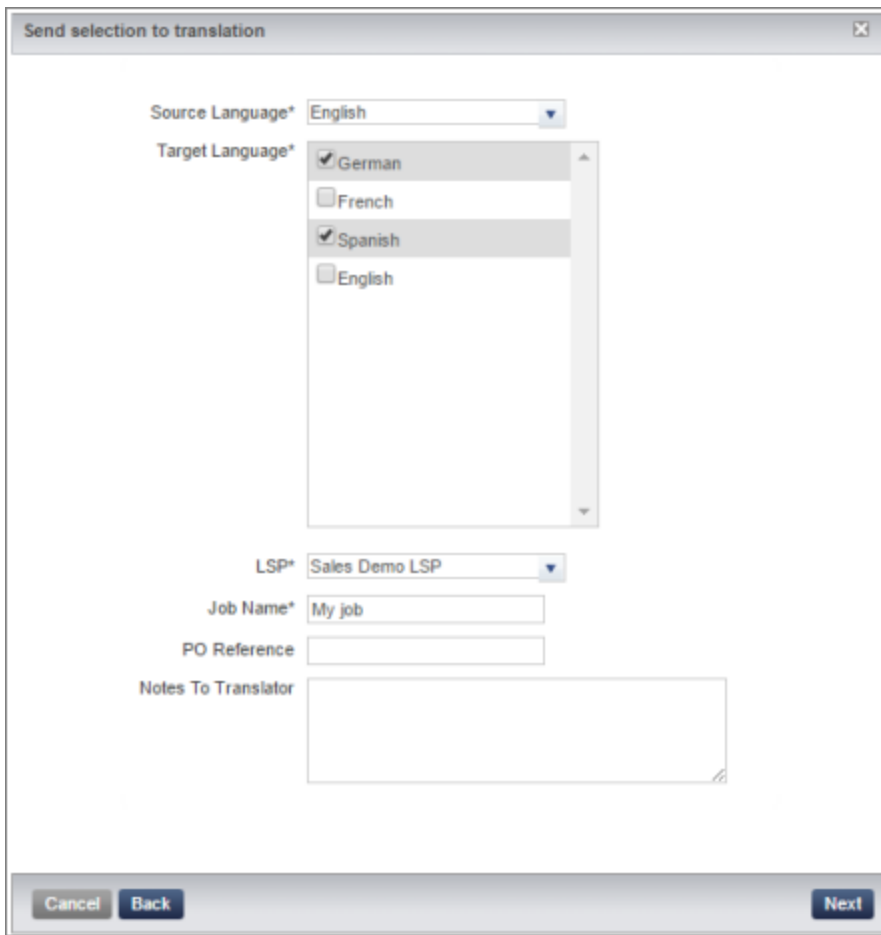 Send selection to translation
Source Language* English
Target Language* German
French
Spanish
English
LSP* Sales Demo LSP
Job Name* My job
PO Reference
Notes To Translator
Cancel Back Next